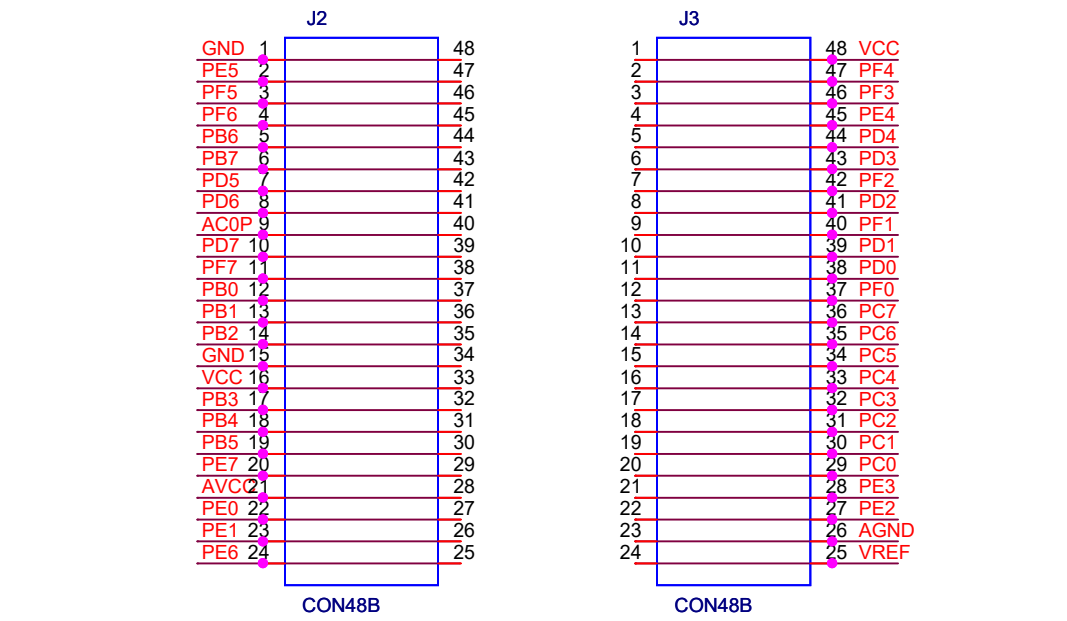 J2 J3
GND 1 48 1 48 VCC
PE5 2 47 2 47 PF4
PF5 3 46 3 46 PF3
PF6 4 45 4 45 PE4
PB6 5 44 5 44 PD4
PB7 6 43 6 43 PD3
PD5 7 42 7 42 PF2
PD6 8 41 8 41 PD2
AC0P 9 40 9 40 PF1
PD7 10 39 10 39 PD1
PF7 11 38 11 38 PD0
PB0 12 37 12 37 PF0
PB1 13 36 13 36 PC7
PB2 14 35 14 35 PC6
GND 15 34 15 34 PC5
VCC 16 33 16 33 PC4
PB3 17 32 17 32 PC3
PB4 18 31 18 31 PC2
PB5 19 30 19 30 PC1
PE7 20 29 20 29 PC0
AVCC 21 28 21 28 PE3
PE0 22 27 22 27 PE2
PE1 23 26 23 26 AGND
PE6 24 25 24 25 VREF
CON48B CON48B